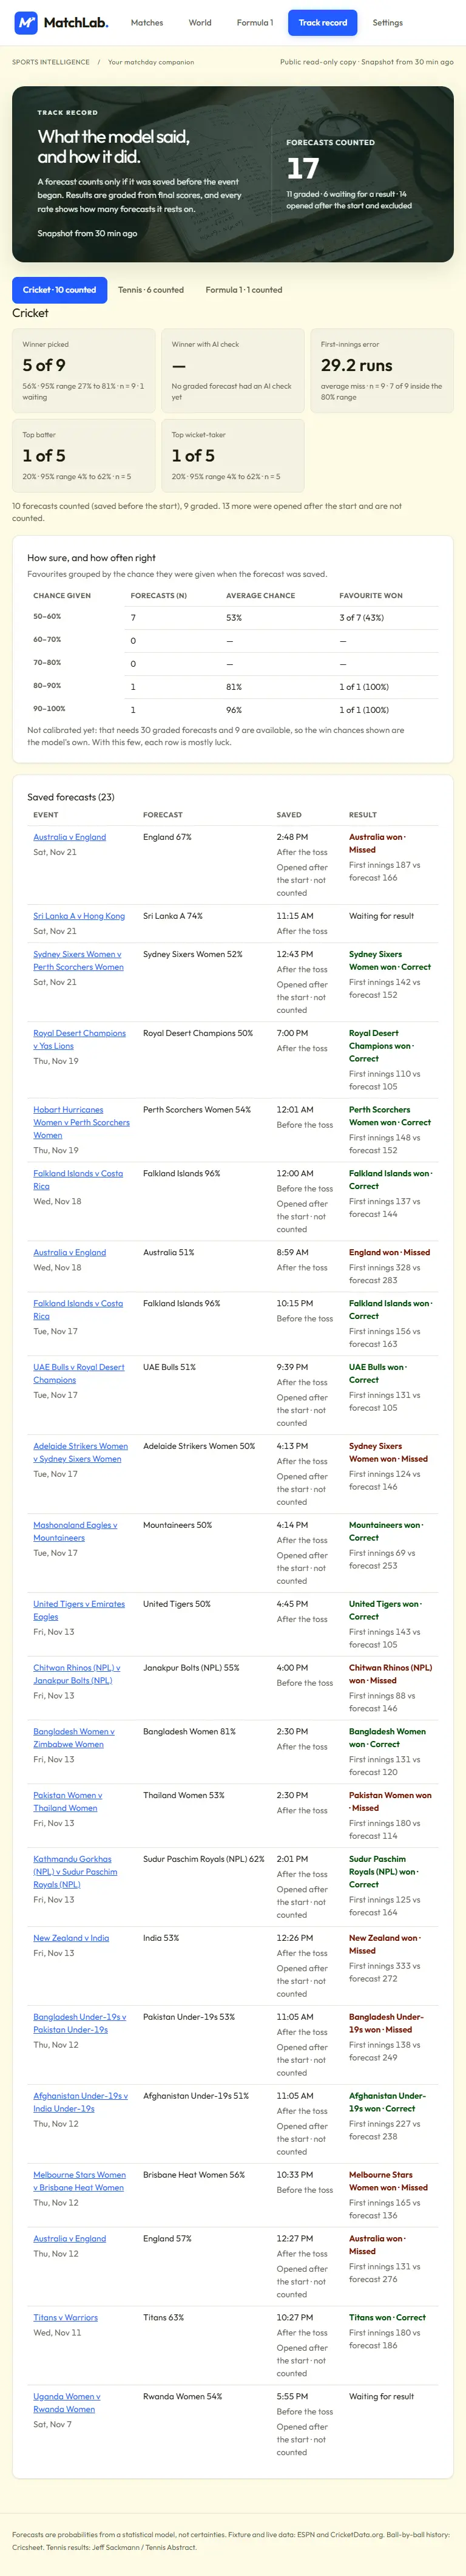 MatchLab.
Matches
World
Formula 1
Track record
Settings
SPORTS INTELLIGENCE / Your matchday companion
Public read-only copy · Snapshot from 30 min ago
TRACK RECORD
What the model said,
and how it did.
A forecast counts only if it was saved before the event
began. Results are graded from final scores, and every
rate shows how many forecasts it rests on.
Snapshot from 30 min ago
FORECASTS COUNTED
17
11 graded · 6 waiting for a result · 14
opened after the start and excluded
Cricket · 10 counted
Tennis · 6 counted
Formula 1 · 1 counted
Cricket
Winner picked
5 of 9
56% · 95% range 27% to 81% · n = 9 · 1
waiting
Winner with AI check
—
No graded forecast had an AI check
yet
First-innings error
29.2 runs
average miss · n = 9 · 7 of 9 inside the
80% range
Top batter
1 of 5
20% · 95% range 4% to 62% · n = 5
Top wicket-taker
1 of 5
20% · 95% range 4% to 62% · n = 5
10 forecasts counted (saved before the start), 9 graded. 13 more were opened after the start and are not
counted.
How sure, and how often right
Favourites grouped by the chance they were given when the forecast was saved.
CHANCE GIVEN FORECASTS (N) AVERAGE CHANCE FAVOURITE WON
50–60% 7 53% 3 of 7 (43%)
60–70% 0 — —
70–80% 0 — —
80–90% 1 81% 1 of 1 (100%)
90–100% 1 96% 1 of 1 (100%)
Not calibrated yet: that needs 30 graded forecasts and 9 are available, so the win chances shown are
the model's own. With this few, each row is mostly luck.
Saved forecasts (23)
EVENT FORECAST SAVED RESULT
Australia v England England 67% 2:48 PM Australia won ·
Sat, Nov 21 After the toss Missed
Opened after First innings 187 vs
the start · not forecast 166
counted
Sri Lanka A v Hong Kong Sri Lanka A 74% 11:15 AM Waiting for result
Sat, Nov 21 After the toss
Sydney Sixers Women v Sydney Sixers Women 52% 12:43 PM Sydney Sixers
Perth Scorchers Women After the toss Women won · Correct
Sat, Nov 21 Opened after First innings 142 vs
the start · not forecast 152
counted
Royal Desert Champions Royal Desert Champions 50% 7:00 PM Royal Desert
v Yas Lions After the toss Champions won ·
Thu, Nov 19 Correct
First innings 110 vs
forecast 105
Hobart Hurricanes Perth Scorchers Women 54% 12:01 AM Perth Scorchers
Women v Perth Scorchers Before the toss Women won · Correct
Women First innings 148 vs
Thu, Nov 19 forecast 152
Falkland Islands v Costa Falkland Islands 96% 12:00 AM Falkland Islands won ·
Rica Before the toss Correct
Wed, Nov 18 Opened after First innings 137 vs
the start · not forecast 144
counted
Australia v England Australia 51% 8:59 AM England won · Missed
Wed, Nov 18 After the toss First innings 328 vs
forecast 283
Falkland Islands v Costa Falkland Islands 96% 10:15 PM Falkland Islands won ·
Rica Before the toss Correct
Tue, Nov 17 First innings 156 vs
forecast 163
UAE Bulls v Royal Desert UAE Bulls 51% 9:39 PM UAE Bulls won ·
Champions After the toss Correct
Tue, Nov 17 Opened after First innings 131 vs
the start · not forecast 105
counted
Adelaide Strikers Women Adelaide Strikers Women 50% 4:13 PM Sydney Sixers
v Sydney Sixers Women After the toss Women won · Missed
Tue, Nov 17 Opened after First innings 124 vs
the start · not forecast 146
counted
Mashonaland Eagles v Mountaineers 50% 4:14 PM Mountaineers won ·
Mountaineers After the toss Correct
Tue, Nov 17 Opened after First innings 69 vs
the start · not forecast 253
counted
United Tigers v Emirates United Tigers 50% 4:45 PM United Tigers won ·
Eagles After the toss Correct
Fri, Nov 13 First innings 143 vs
forecast 105
Chitwan Rhinos (NPL) v Janakpur Bolts (NPL) 55% 4:00 PM Chitwan Rhinos (NPL)
Janakpur Bolts (NPL) Before the toss won · Missed
Fri, Nov 13 First innings 88 vs
forecast 146
Bangladesh Women v Bangladesh Women 81% 2:30 PM Bangladesh Women
Zimbabwe Women After the toss won · Correct
Fri, Nov 13 First innings 131 vs
forecast 120
Pakistan Women v Thailand Women 53% 2:30 PM Pakistan Women won
Thailand Women After the toss · Missed
Fri, Nov 13 First innings 180 vs
forecast 114
Kathmandu Gorkhas Sudur Paschim Royals (NPL) 62% 2:01 PM Sudur Paschim
(NPL) v Sudur Paschim After the toss Royals (NPL) won ·
Royals (NPL) Opened after Correct
Fri, Nov 13 the start · not First innings 125 vs
counted forecast 164
New Zealand v India India 53% 12:26 PM New Zealand won ·
Fri, Nov 13 After the toss Missed
Opened after First innings 333 vs
the start · not forecast 272
counted
Bangladesh Under-19s v Pakistan Under-19s 53% 11:05 AM Bangladesh Under-
Pakistan Under-19s After the toss 19s won · Missed
Thu, Nov 12 Opened after First innings 138 vs
the start · not forecast 249
counted
Afghanistan Under-19s v Afghanistan Under-19s 51% 11:05 AM Afghanistan Under-
India Under-19s After the toss 19s won · Correct
Thu, Nov 12 Opened after First innings 227 vs
the start · not forecast 238
counted
Melbourne Stars Women Brisbane Heat Women 56% 10:33 PM Melbourne Stars
v Brisbane Heat Women Before the toss Women won · Missed
Thu, Nov 12 First innings 165 vs
forecast 136
Australia v England England 57% 12:27 PM Australia won ·
Thu, Nov 12 After the toss Missed
Opened after First innings 131 vs
the start · not forecast 276
counted
Titans v Warriors Titans 63% 10:27 PM Titans won · Correct
Wed, Nov 11 After the toss First innings 180 vs
Opened after forecast 186
the start · not
counted
Uganda Women v Rwanda Women 54% 5:55 PM Waiting for result
Rwanda Women Before the toss
Sat, Nov 7 Opened after
the start · not
counted
Forecasts are probabilities from a statistical model, not certainties. Fixture and live data: ESPN and CricketData.org. Ball-by-ball history:
Cricsheet. Tennis results: Jeff Sackmann / Tennis Abstract.